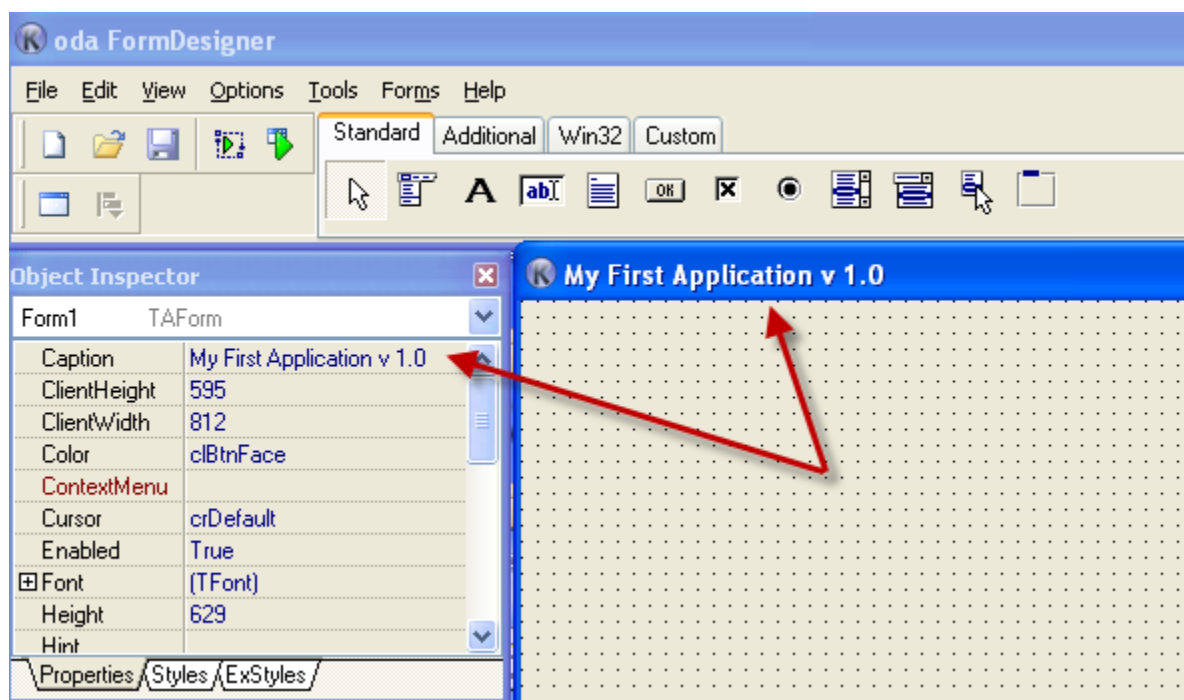 K oda FormDesigner
File Edit View Options Tools Forms Help
Standard Additional Win32 Custom
A ab OK
Object Inspector
K My First Application v 1.0
Form1 TAForm
Caption My First Application v 1.0
ClientHeight 595
ClientWidth 812
Color clBtnFace
ContextMenu
Cursor crDefault
Enabled True
Font (TFont)
Height 629
Hint
Properties Styles ExStyles